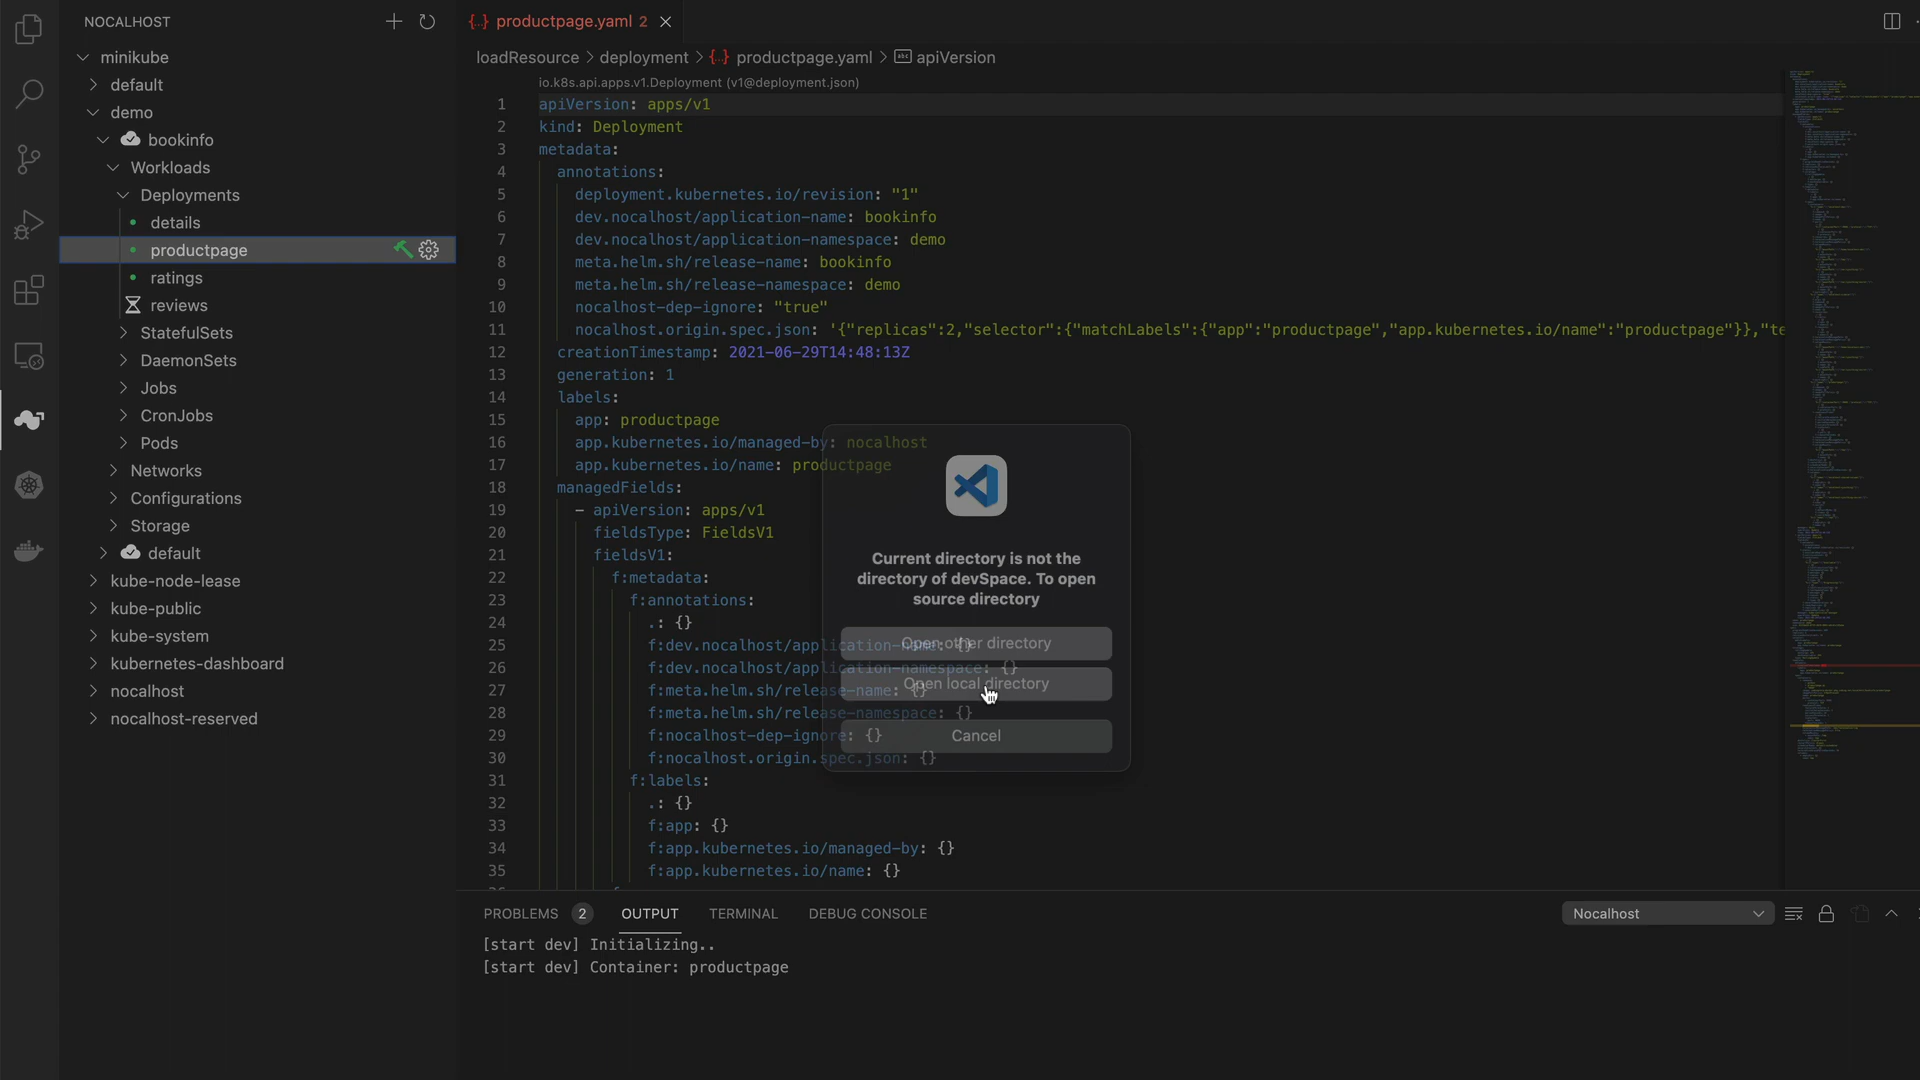 NOCALHOST
minikube
default
demo
bookinfo
Workloads
Deployments
details
productpage
ratings
reviews
StatefulSets
DaemonSets
Jobs
CronJobs
Pods
Networks
Configurations
Storage
default
kube-node-lease
kube-public
kube-system
kubernetes-dashboard
nocalhost
nocalhost-reserved
{..} productpage.yaml 2
loadResource > deployment > {..} productpage.yaml > abc apiVersion
io.k8s.api.apps.v1.Deployment (v1@deployment.json)
1 apiVersion: apps/v1
2 kind: Deployment
3 metadata:
4 annotations:
5 deployment.kubernetes.io/revision: "1"
6 dev.nocalhost/application-name: bookinfo
7 dev.nocalhost/application-namespace: demo
8 meta.helm.sh/release-name: bookinfo
9 meta.helm.sh/release-namespace: demo
10 nocalhost-dep-ignore: "true"
11 nocalhost.origin.spec.json: '{"replicas":2,"selector":{"matchLabels":{"app":"productpage","app.kubernetes.io/name":"productpage"}},"te
12 creationTimestamp: 2021-06-29T14:48:13Z
13 generation: 1
14 labels:
15 app: productpage
16 app.kubernetes.io/managed-by: nocalhost
17 app.kubernetes.io/name: productpage
18 managedFields:
19 - apiVersion: apps/v1
20 fieldsType: FieldsV1
21 fieldsV1:
22 f:metadata:
23 f:annotations:
24 .: {}
25 f:dev.nocalhost/application-name: {}
26 f:dev.nocalhost/application-namespace: {}
27 f:meta.helm.sh/release-name: {}
28 f:meta.helm.sh/release-namespace: {}
29 f:nocalhost-dep-ignore: {}
30 f:nocalhost.origin.spec.json: {}
31 f:labels:
32 .: {}
33 f:app: {}
34 f:app.kubernetes.io/managed-by: {}
35 f:app.kubernetes.io/name: {}
Current directory is not the
directory of devSpace. To open
source directory
Open other directory
Open local directory
Cancel
PROBLEMS 2 OUTPUT TERMINAL DEBUG CONSOLE Nocalhost
[start dev] Initializing..
[start dev] Container: productpage